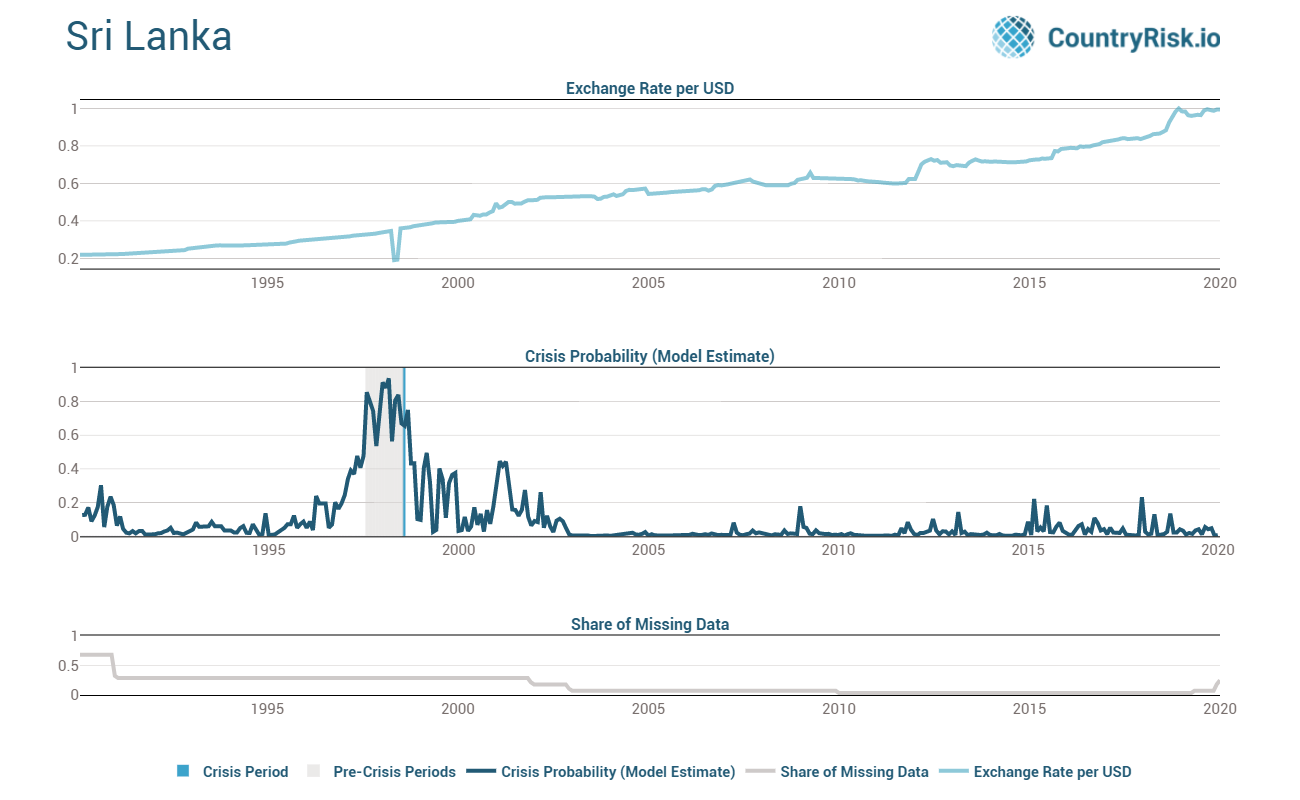 Sri Lanka
CountryRisk.io
Exchange Rate per USD
1
0.8
0.6
0.4
0.2
1995 2000 2005 2010 2015 2020
Crisis Probability (Model Estimate)
1
0.8
0.6
0.4
0.2
0
1995 2000 2005 2010 2015 2020
Share of Missing Data
1
0.5
0
1995 2000 2005 2010 2015 2020
Crisis Period Pre-Crisis Periods Crisis Probability (Model Estimate) Share of Missing Data Exchange Rate per USD